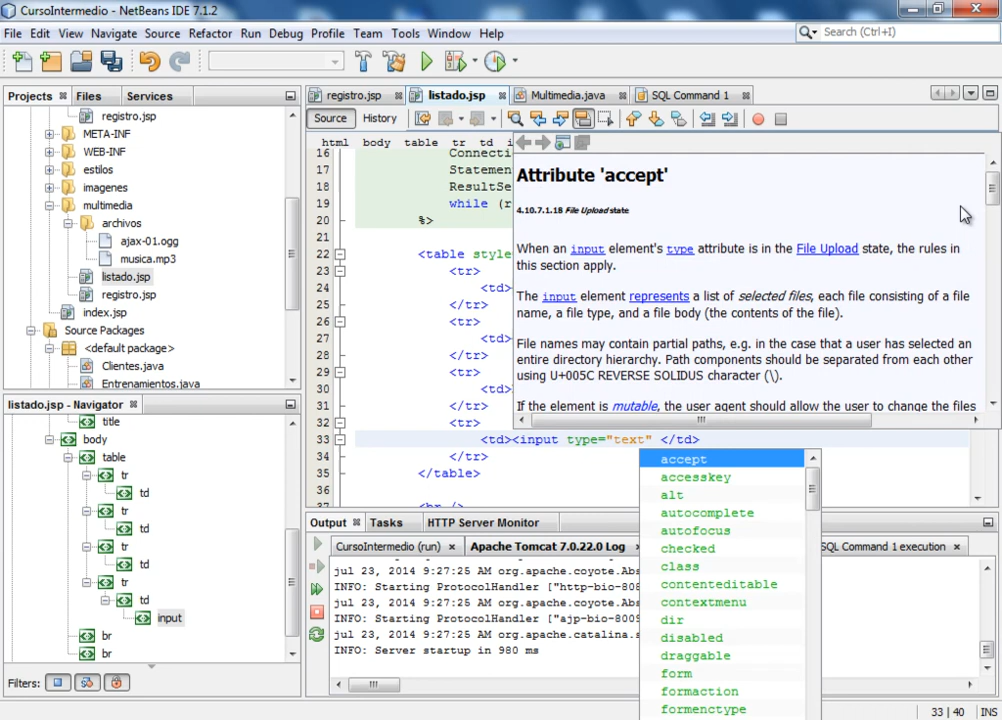 CursoIntermedio - NetBeans IDE 7.1.2
File Edit View Navigate Source Refactor Run Debug Profile Team Tools Window Help
Search (Ctrl+I)
Projects Files Services
registro.jsp
META-INF
WEB-INF
estilos
imagenes
multimedia
archivos
ajax-01.ogg
musica.mp3
listado.jsp
registro.jsp
index.jsp
Source Packages
<default package>
Clientes.java
Entrenamientos.java
listado.jsp - Navigator
title
body
table
tr
td
tr
td
tr
td
tr
td
input
br
br
Filters:
registro.jsp listado.jsp Multimedia.java SQL Command 1
Source History
html body table tr td
16 Connecti
17 Statemen
18 ResultSe
19 while (r
20 %>
21
22 <table style
23 <tr>
24 <td>
25 </tr>
26 <tr>
27 <td>
28 </tr>
29 <tr>
30 <td>
31 </tr>
32 <tr>
33 <td><input type="text" </td>
34 </tr>
35 </table>
36
37 <br />
Attribute 'accept'
4.10.7.1.18 File Upload state
When an input element's type attribute is in the File Upload state, the rules in
this section apply.
The input element represents a list of selected files, each file consisting of a file
name, a file type, and a file body (the contents of the file).
File names may contain partial paths, e.g. in the case that a user has selected an
entire directory hierarchy. Path components should be separated from each other
using U+005C REVERSE SOLIDUS character (\).
If the element is mutable, the user agent should allow the user to change the files
accept
accesskey
alt
autocomplete
autofocus
checked
class
contenteditable
contextmenu
dir
disabled
draggable
form
formaction
formenctype
Output Tasks HTTP Server Monitor
CursoIntermedio (run) Apache Tomcat 7.0.22.0 Log SQL Command 1 execution
jul 23, 2014 9:27:25 AM org.apache.coyote.Abs
INFO: Starting ProtocolHandler ["http-bio-808
jul 23, 2014 9:27:25 AM org.apache.coyote.Abs
INFO: Starting ProtocolHandler ["ajp-bio-8009
jul 23, 2014 9:27:25 AM org.apache.catalina.s
INFO: Server startup in 980 ms
33 | 40 INS